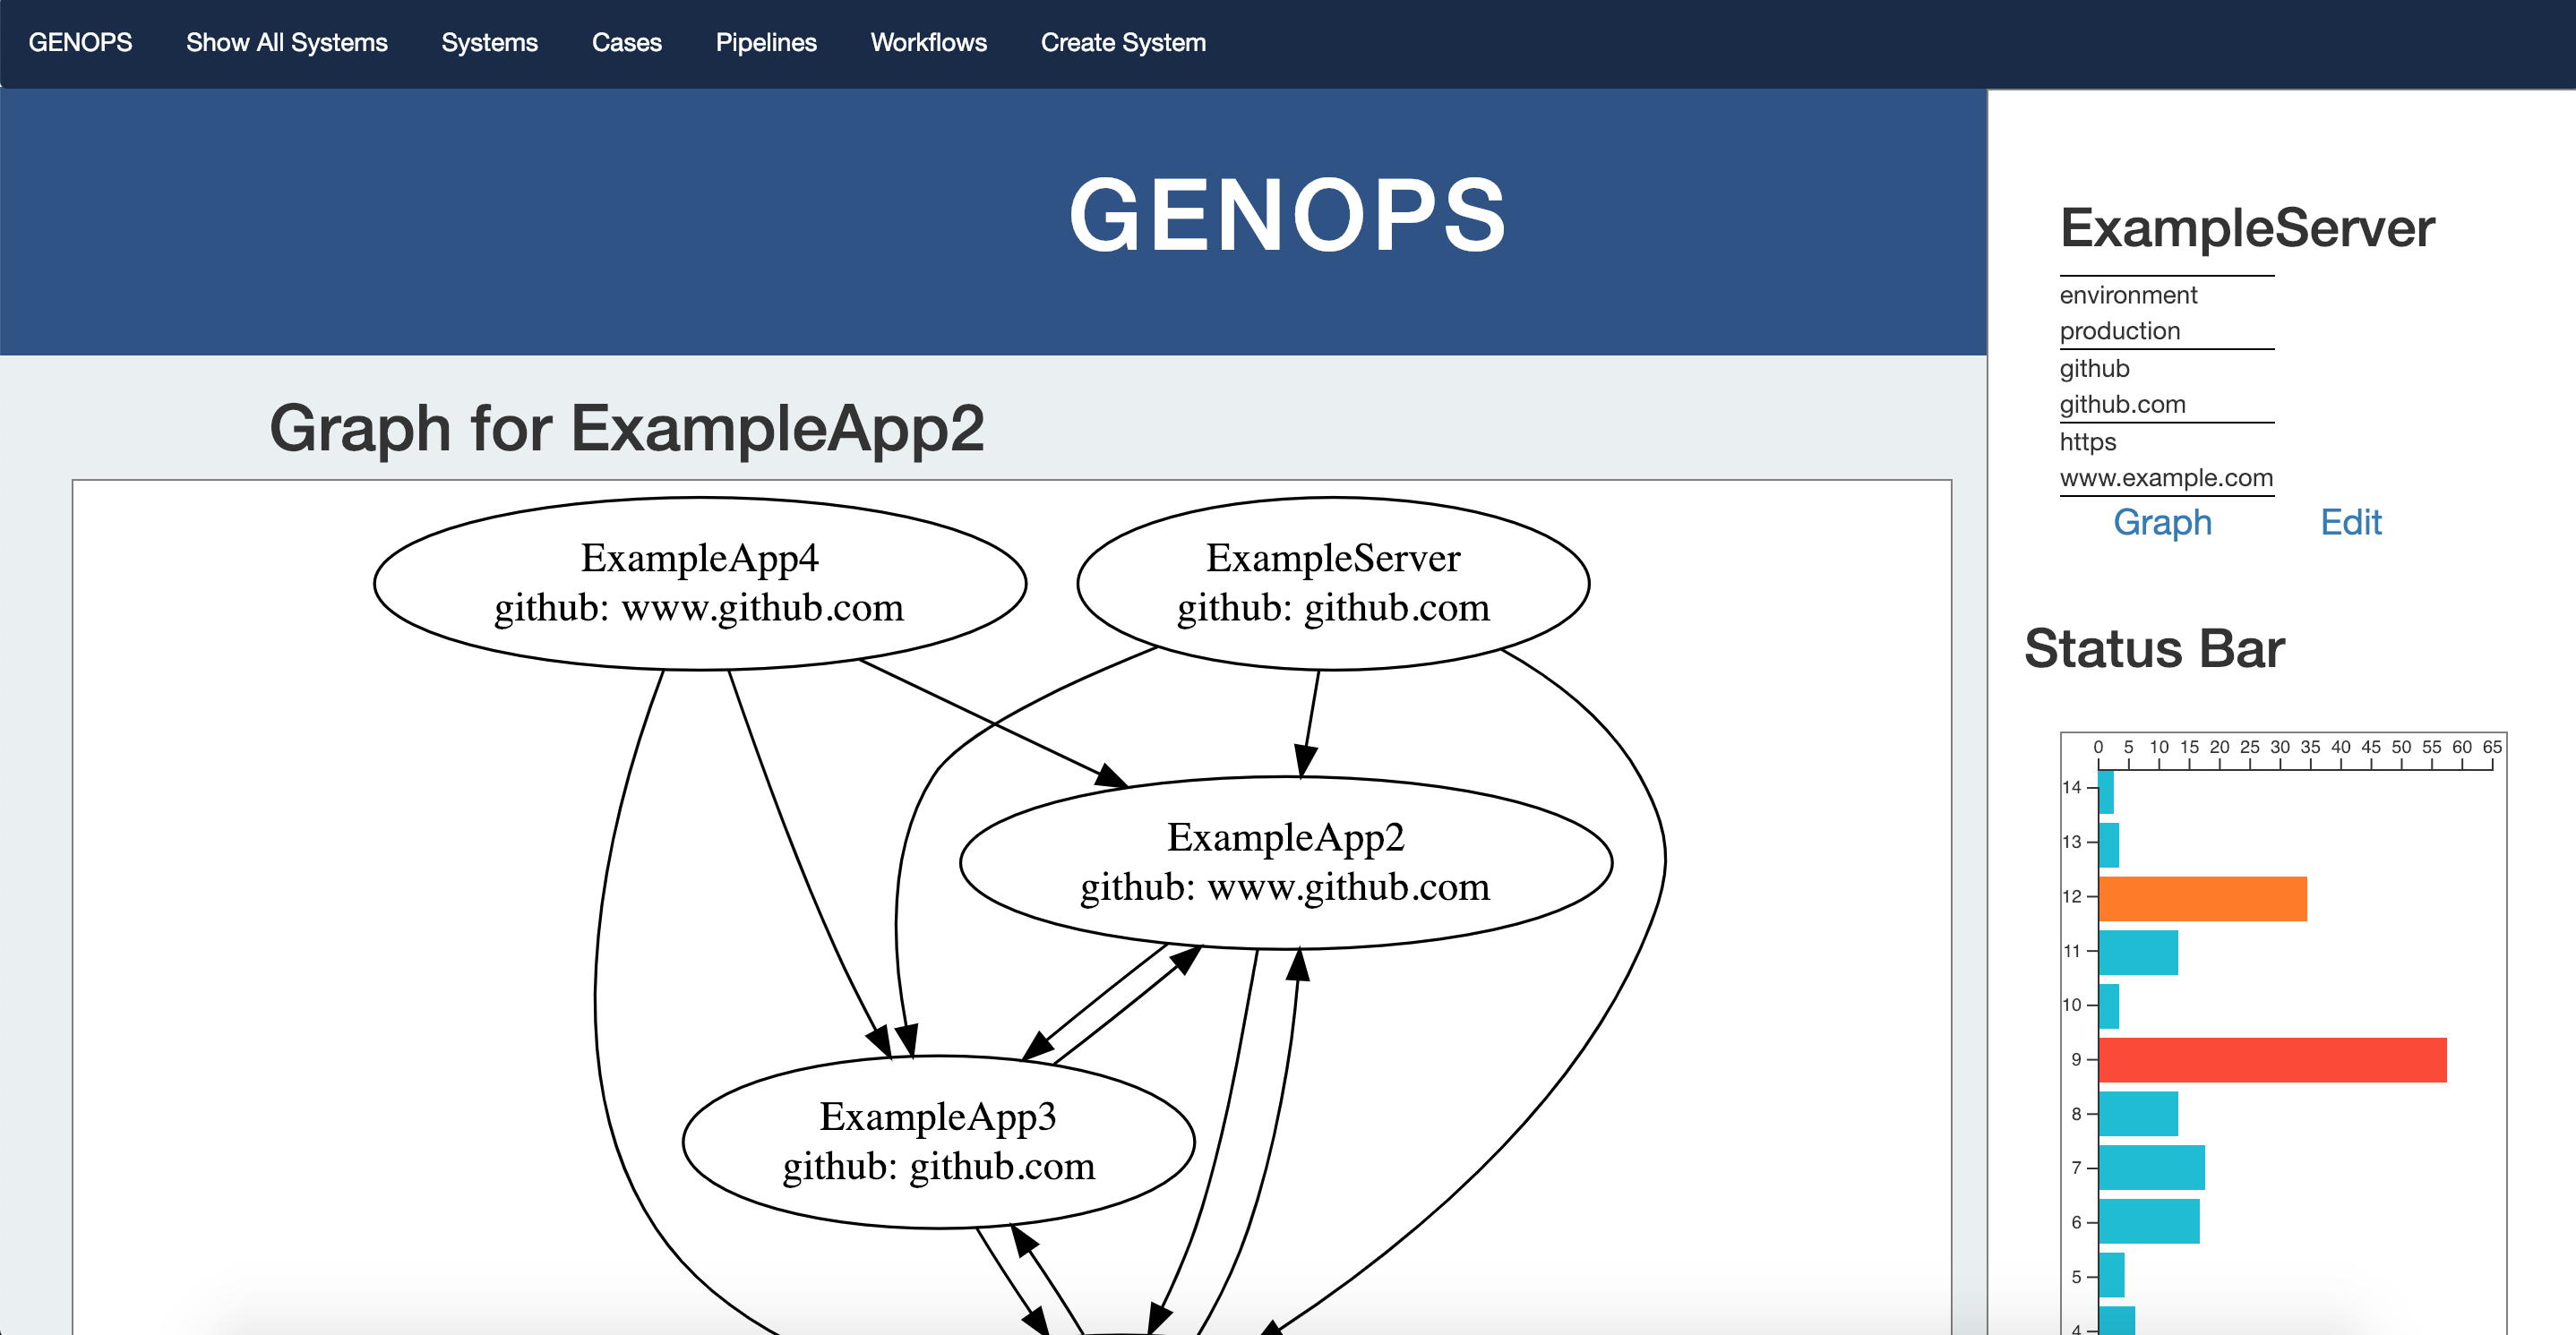 GENOPS Show All Systems Systems Cases Pipelines Workflows Create System
GENOPS
Graph for ExampleApp2
ExampleApp4
github: www.github.com
ExampleServer
github: github.com
ExampleApp2
github: www.github.com
ExampleApp3
github: github.com
ExampleServer
environment
production
github
github.com
https
www.example.com
Graph Edit
Status Bar
0 5 10 15 20 25 30 35 40 45 50 55 60 65
14
13
12
11
10
9
8
7
6
5
4